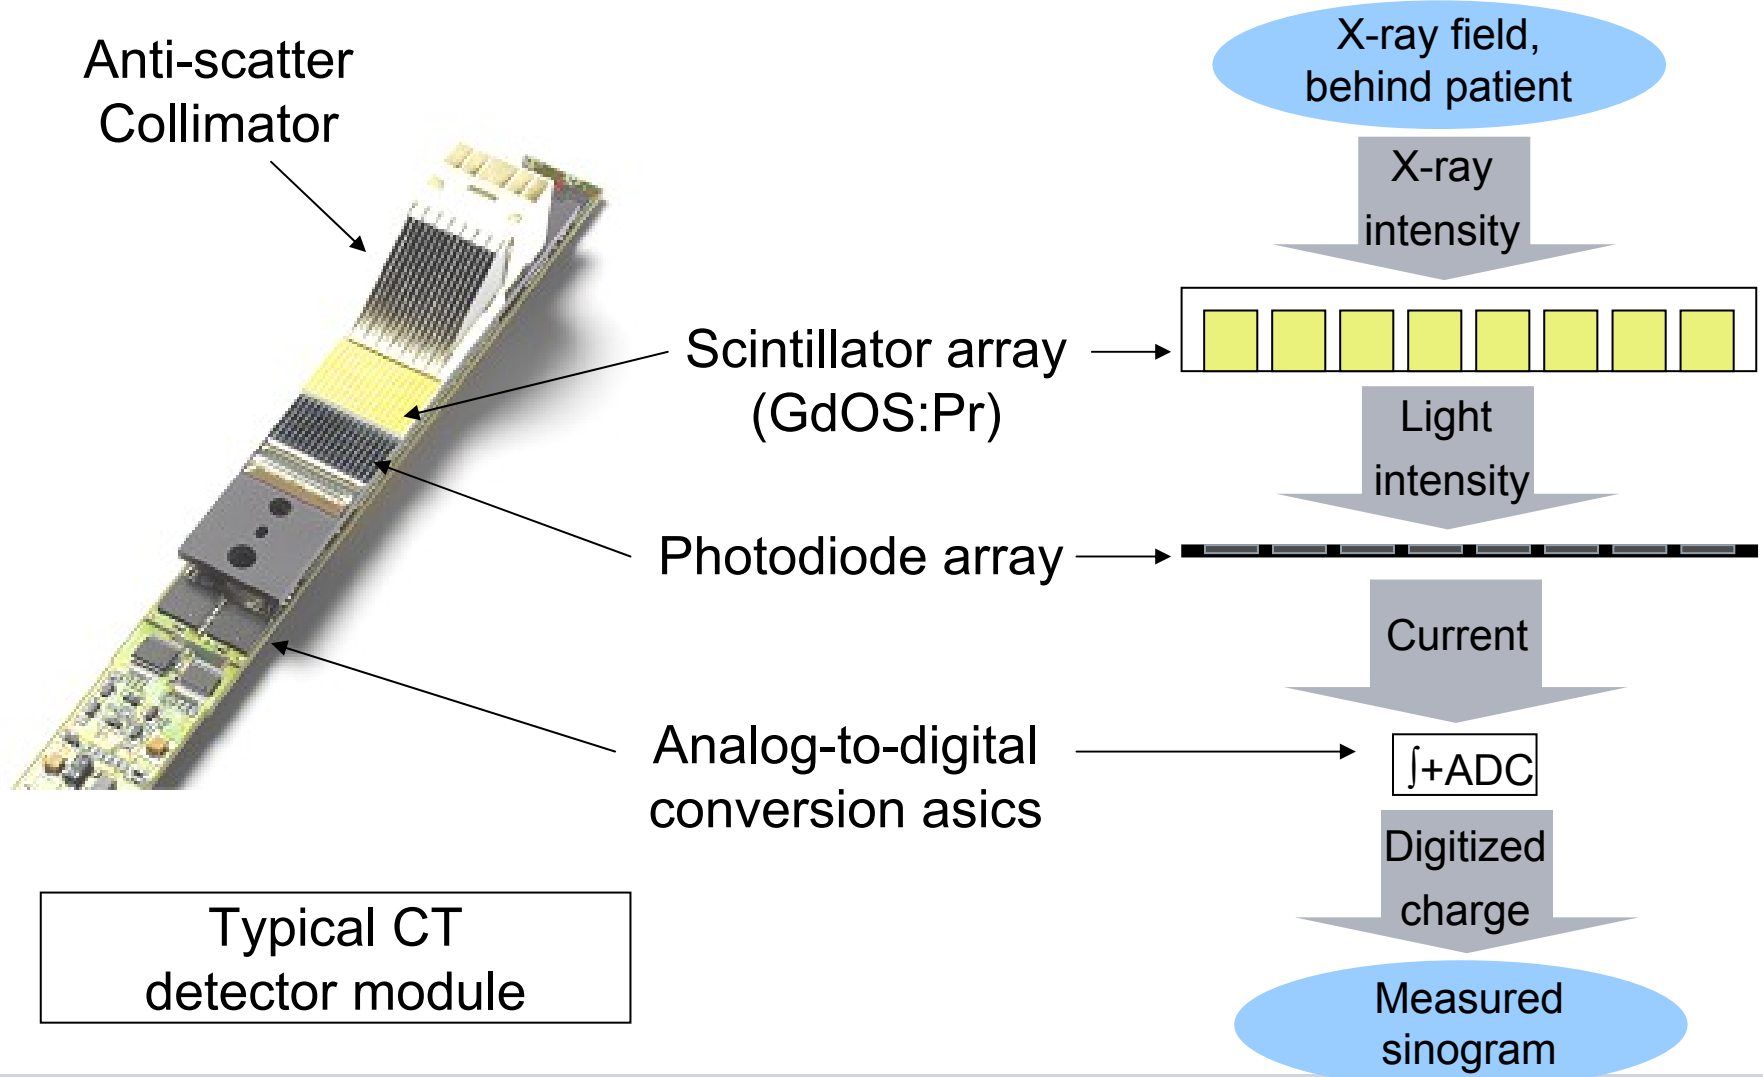 Anti-scatter
Collimator
Scintillator array
(GdOS:Pr)
Photodiode array
Analog-to-digital
conversion asics
Typical CT
detector module
X-ray field,
behind patient
X-ray
intensity
Light
intensity
Current
∫+ADC
Digitized
charge
Measured
sinogram